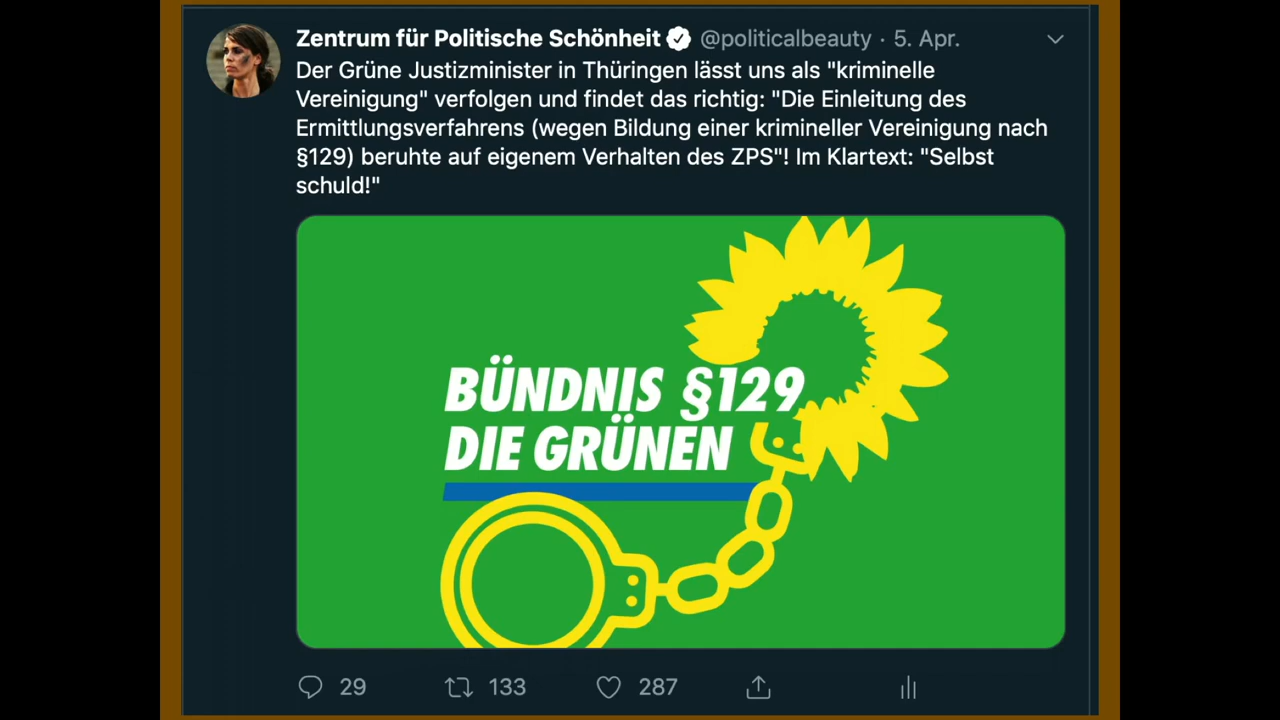 Zentrum für Politische Schönheit @politicalbeauty · 5. Apr.
Der Grüne Justizminister in Thüringen lässt uns als "kriminelle
Vereinigung" verfolgen und findet das richtig: "Die Einleitung des
Ermittlungsverfahrens (wegen Bildung einer krimineller Vereinigung nach
§129) beruhte auf eigenem Verhalten des ZPS"! Im Klartext: "Selbst
schuld!"
BÜNDNIS §129
DIE GRÜNEN
29 133 287